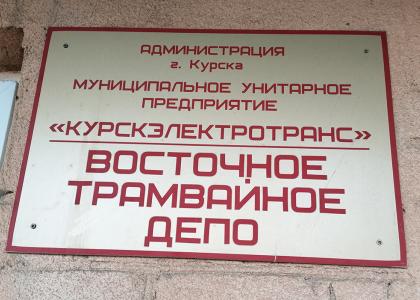 АДМИНИСТРАЦИЯ
г. Курска
МУНИЦИПАЛЬНОЕ УНИТАРНОЕ
ПРЕДПРИЯТИЕ
«КУРСКЭЛЕКТРОТРАНС»
ВОСТОЧНОЕ
ТРАМВАЙНОЕ
ДЕПО